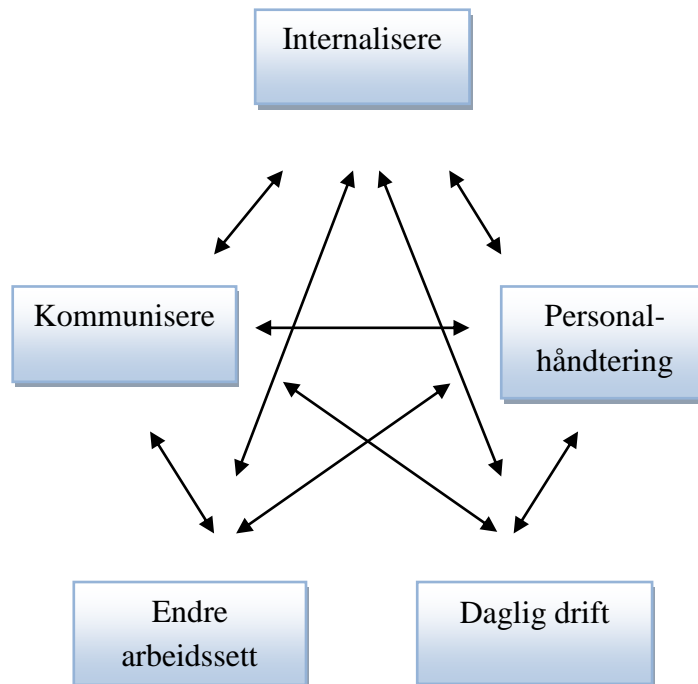 Internalisere
Kommunisere
Personal-
håndtering
Endre
arbeidssett
Daglig drift